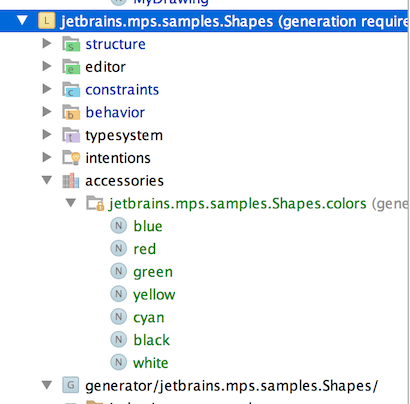 MyDrawing
L jetbrains.mps.samples.Shapes (generation require
s structure
e editor
c constraints
b behavior
t typesystem
intentions
accessories
jetbrains.mps.samples.Shapes.colors (gene
N blue
N red
N green
N yellow
N cyan
N black
N white
G generator/jetbrains.mps.samples.Shapes/